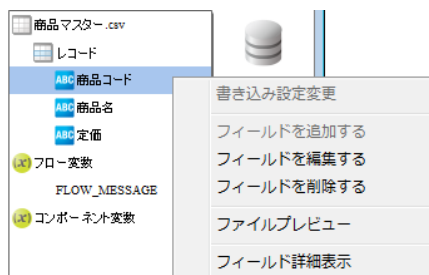 商品マスター.csv
レコード
ABC 商品コード
ABC 商品名
ABC 定価
(x) フロー変数
FLOW_MESSAGE
(x) コンポーネント変数
書き込み設定変更
フィールドを追加する
フィールドを編集する
フィールドを削除する
ファイルプレビュー
フィールド詳細表示